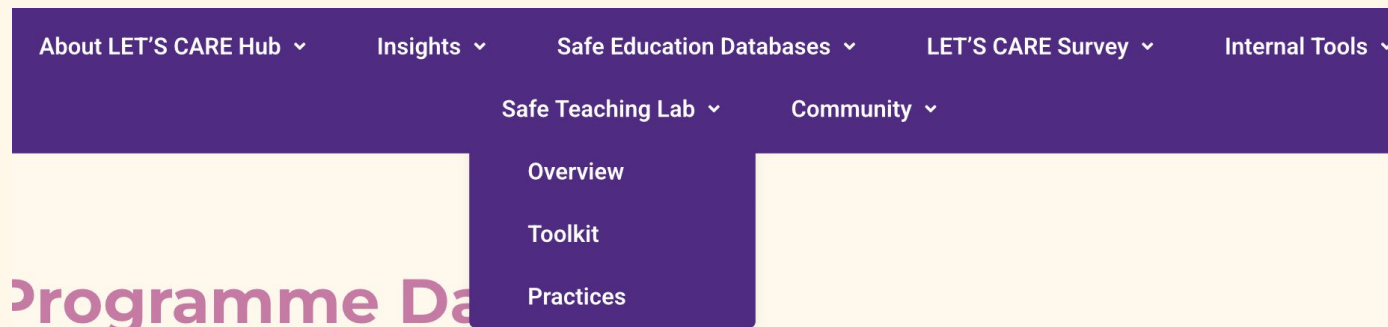 About LET'S CARE Hub Insights Safe Education Databases LET'S CARE Survey Internal Tools
Safe Teaching Lab Community
Overview
Toolkit
Practices
Programme Da